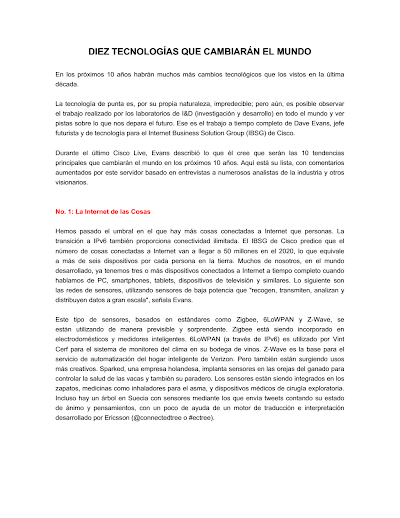 DIEZ TECNOLOGÍAS QUE CAMBIARÁN EL MUNDO
En los próximos 10 años habrán muchos más cambios tecnológicos que los vistos en la última
década.
La tecnología de punta es, por su propia naturaleza, impredecible; pero aún, es posible observar
el trabajo realizado por los laboratorios de I&D (investigación y desarrollo) en todo el mundo y ver
pistas sobre lo que nos depara el futuro. Ese es el trabajo a tiempo completo de Dave Evans, jefe
futurista y de tecnología para el Internet Business Solution Group (IBSG) de Cisco.
Durante el último Cisco Live, Evans describió lo que él cree que serán las 10 tendencias
principales que cambiarán el mundo en los próximos 10 años. Aquí está su lista, con comentarios
aumentados por este servidor basado en entrevistas a numerosos analistas de la industria y otros
visionarios.
No. 1: La Internet de las Cosas
Hemos pasado el umbral en el que hay más cosas conectadas a Internet que personas. La
transición a IPv6 también proporciona conectividad ilimitada. El IBSG de Cisco predice que el
número de cosas conectadas a Internet van a llegar a 50 millones en el 2020, lo que equivale
a más de seis dispositivos por cada persona en la tierra. Muchos de nosotros, en el mundo
desarrollado, ya tenemos tres o más dispositivos conectados a Internet a tiempo completo cuando
hablamos de PC, smartphones, tablets, dispositivos de televisión y similares. Lo siguiente son
las redes de sensores, utilizando sensores de baja potencia que "recogen, transmiten, analizan y
distribuyen datos a gran escala", señala Evans.
Este tipo de sensores, basados en estándares como Zigbee, 6LoWPAN y Z-Wave, se
están utilizando de manera previsible y sorprendente. Zigbee está siendo incorporado en
electrodomésticos y medidores inteligentes. 6LoWPAN (a través de IPv6) es utilizado por Vint
Cerf para el sistema de monitoreo del clima en su bodega de vinos. Z-Wave es la base para el
servicio de automatización del hogar inteligente de Verizon. Pero también están surgiendo usos
más creativos. Sparked, una empresa holandesa, implanta sensores en las orejas del ganado para
controlar la salud de las vacas y también su paradero. Los sensores están siendo integrados en los
zapatos, medicinas como inhaladores para el asma, y dispositivos médicos de cirugía exploratoria.
Incluso hay un árbol en Suecia con sensores mediante los que envía tweets contando su estado
de ánimo y pensamientos, con un poco de ayuda de un motor de traducción e interpretación
desarrollado por Ericsson (@connectedtree o #ectree).